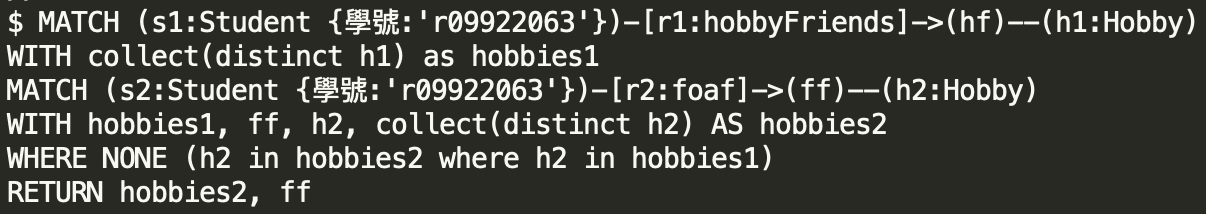 $ MATCH (s1:Student {學號:'r09922063'})-[r1:hobbyFriends]->(hf)--(h1:Hobby)
WITH collect(distinct h1) as hobbies1
MATCH (s2:Student {學號:'r09922063'})-[r2:foaf]->(ff)--(h2:Hobby)
WITH hobbies1, ff, h2, collect(distinct h2) AS hobbies2
WHERE NONE (h2 in hobbies2 where h2 in hobbies1)
RETURN hobbies2, ff